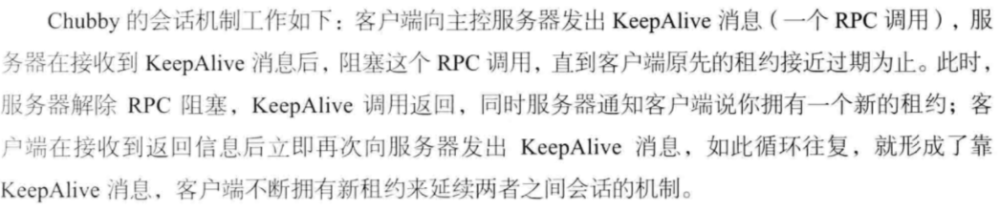 Chubby 的会话机制工作如下：客户端向主控服务器发出 KeepAlive 消息（一个 RPC 调用），服
务器在接收到 KeepAlive 消息后，阻塞这个 RPC 调用，直到客户端原先的租约接近过期为止。此时，
服务器解除 RPC 阻塞，KeepAlive 调用返回，同时服务器通知客户端说你拥有一个新的租约；客
户端在接收到返回信息后立即再次向服务器发出 KeepAlive 消息，如此循环往复，就形成了靠
KeepAlive 消息，客户端不断拥有新租约来延续两者之间会话的机制。